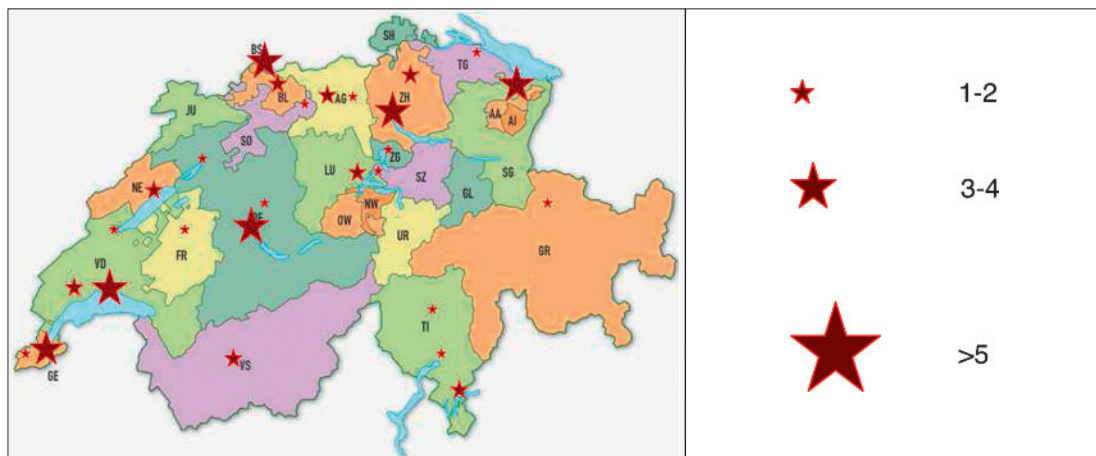 SH
BS
TG
BL
AG
ZH
JU
AA
AI
SO
ZG
LU
SZ
SG
NE
GL
NW
OW
BE
UR
FR
GR
VD
TI
VS
GE
1-2
3-4
>5